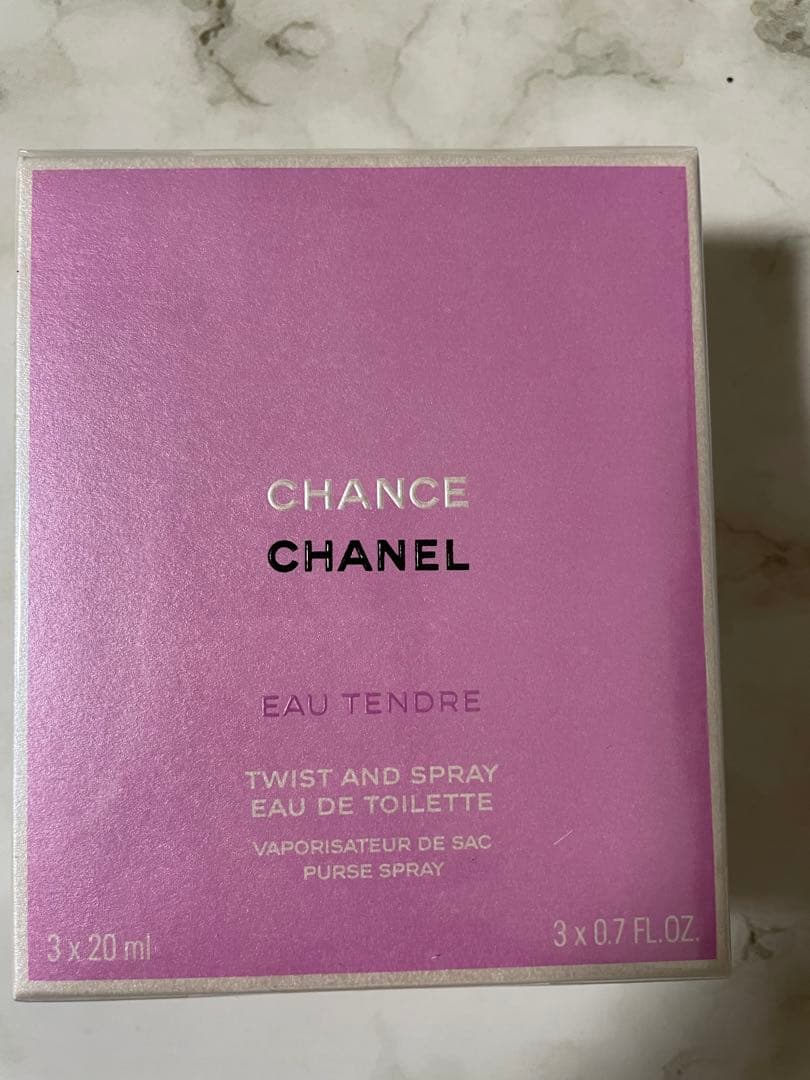 CHANCE
CHANEL
EAU TENDRE
TWIST AND SPRAY
EAU DE TOILETTE
VAPORISATEUR DE SAC
PURSE SPRAY
3 x 20 ml
3 x 0.7 FL.OZ.